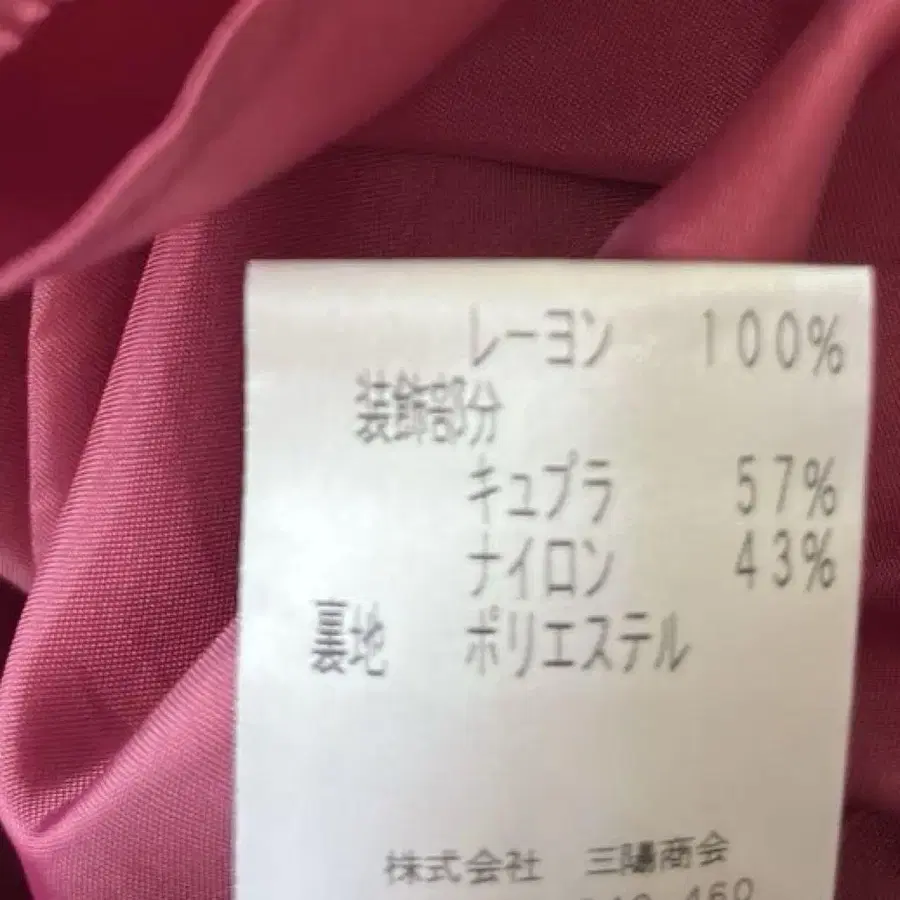 レーヨン 100%
装飾部分
キュプラ 57%
ナイロン 43%
裏地 ポリエステル
株式会社 三陽商会